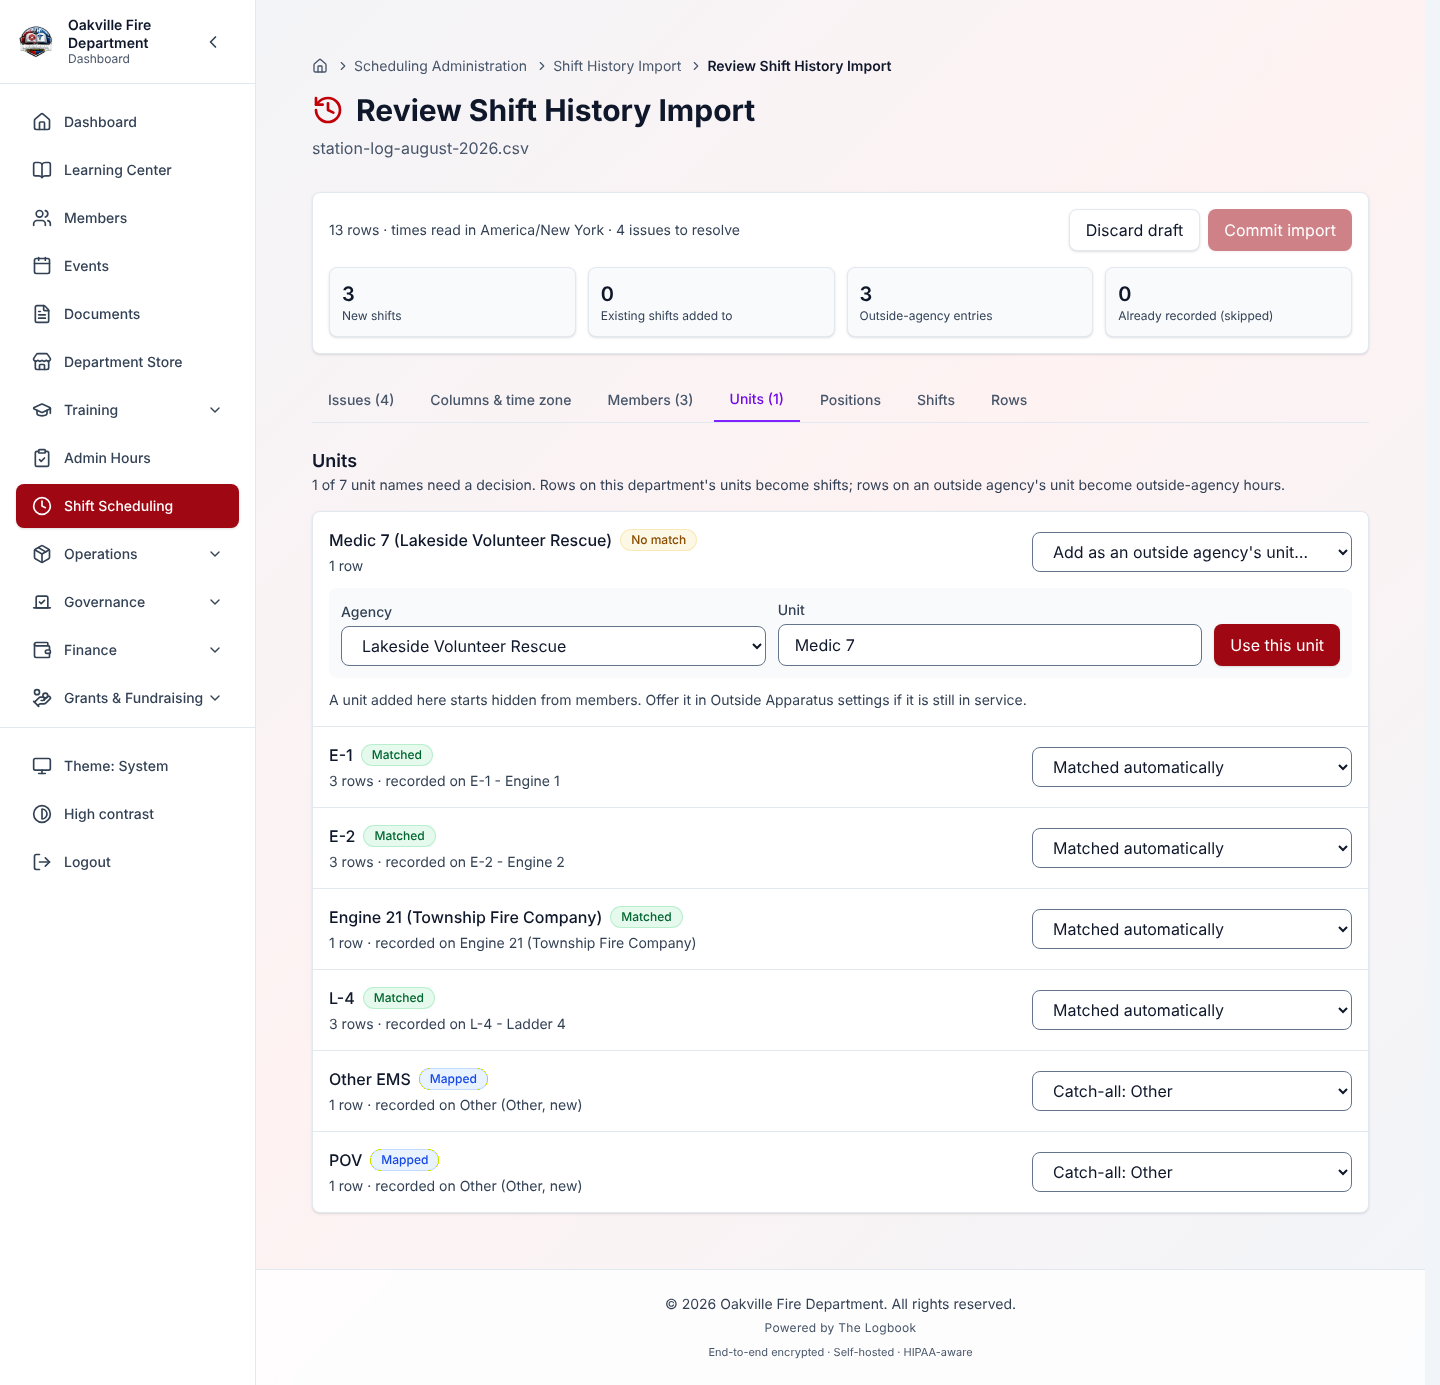 Oakville Fire
Department
Dashboard
Dashboard
Learning Center
Members
Events
Documents
Department Store
Training
Admin Hours
Shift Scheduling
Operations
Governance
Finance
Grants & Fundraising
Theme: System
High contrast
Logout
Scheduling Administration
Shift History Import
Review Shift History Import
Review Shift History Import
station-log-august-2026.csv
13 rows · times read in America/New York · 4 issues to resolve
Discard draft
Commit import
3
New shifts
0
Existing shifts added to
3
Outside-agency entries
0
Already recorded (skipped)
Issues (4)
Columns & time zone
Members (3)
Units (1)
Positions
Shifts
Rows
Units
1 of 7 unit names need a decision. Rows on this department's units become shifts; rows on an outside agency's unit become outside-agency hours.
Medic 7 (Lakeside Volunteer Rescue)
No match
1 row
Add as an outside agency's unit...
Agency
Lakeside Volunteer Rescue
Unit
Medic 7
Use this unit
A unit added here starts hidden from members. Offer it in Outside Apparatus settings if it is still in service.
E-1
Matched
3 rows · recorded on E-1 - Engine 1
Matched automatically
E-2
Matched
3 rows · recorded on E-2 - Engine 2
Matched automatically
Engine 21 (Township Fire Company)
Matched
1 row · recorded on Engine 21 (Township Fire Company)
Matched automatically
L-4
Matched
3 rows · recorded on L-4 - Ladder 4
Matched automatically
Other EMS
Mapped
1 row · recorded on Other (Other, new)
Catch-all: Other
POV
Mapped
1 row · recorded on Other (Other, new)
Catch-all: Other
© 2026 Oakville Fire Department. All rights reserved.
Powered by The Logbook
End-to-end encrypted · Self-hosted · HIPAA-aware